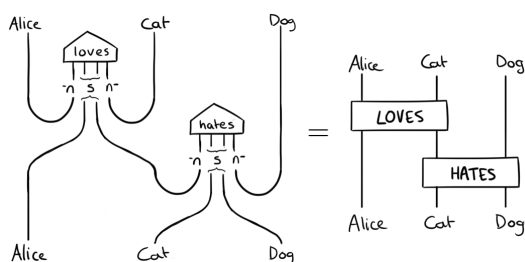 Alice Cat Dog
loves
⁻n s n⁻
hates
⁻n s n⁻
Alice Cat Dog
=
Alice Cat Dog
LOVES
HATES
Alice Cat Dog